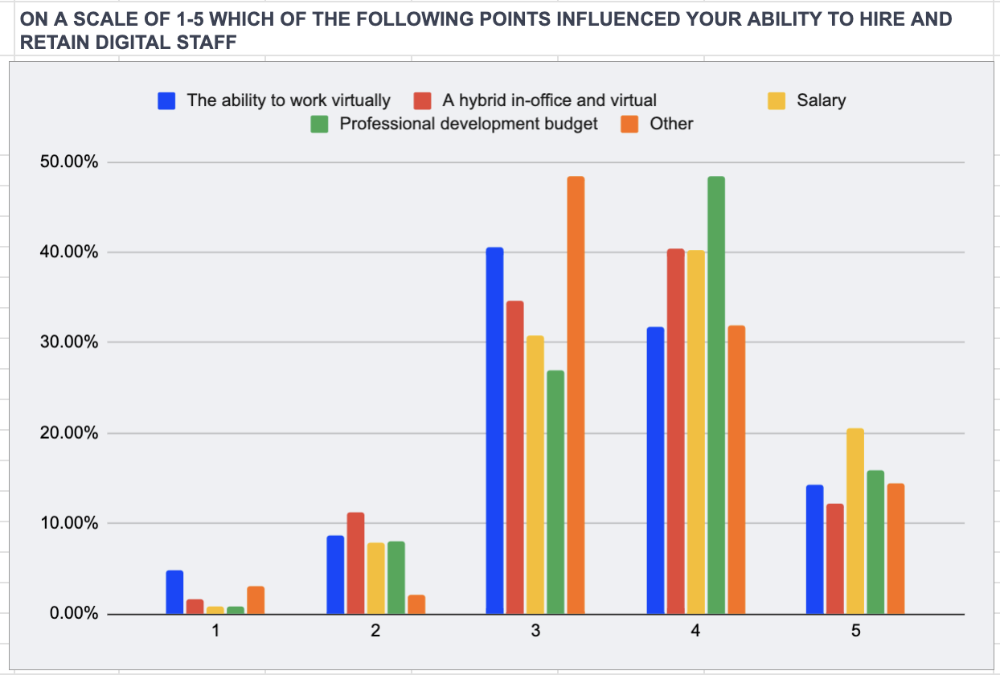 ON A SCALE OF 1-5 WHICH OF THE FOLLOWING POINTS INFLUENCED YOUR ABILITY TO HIRE AND
RETAIN DIGITAL STAFF
The ability to work virtually A hybrid in-office and virtual Salary
Professional development budget Other
50.00%
40.00%
30.00%
20.00%
10.00%
0.00%
1 2 3 4 5